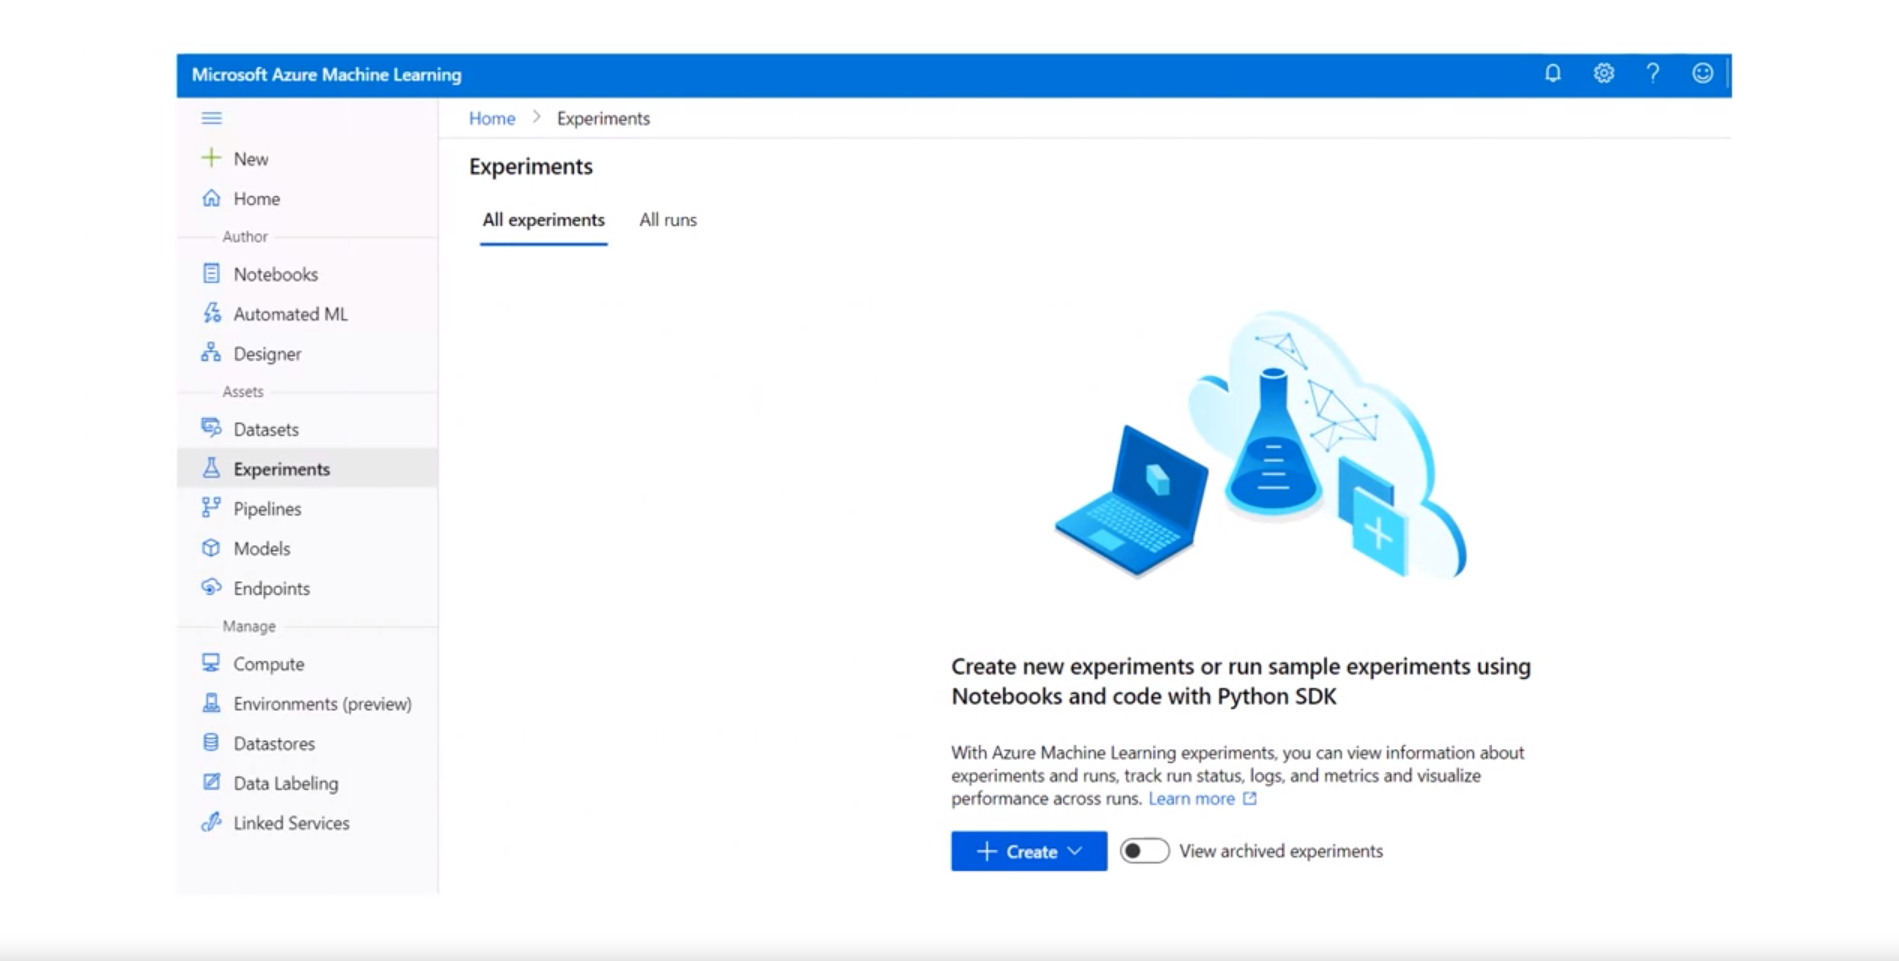 Microsoft Azure Machine Learning
Home > Experiments
New
Home
Author
Notebooks
Automated ML
Designer
Assets
Datasets
Experiments
Pipelines
Models
Endpoints
Manage
Compute
Environments (preview)
Datastores
Data Labeling
Linked Services
Experiments
All experiments
All runs
Create new experiments or run sample experiments using
Notebooks and code with Python SDK
With Azure Machine Learning experiments, you can view information about
experiments and runs, track run status, logs, and metrics and visualize
performance across runs. Learn more
Create
View archived experiments